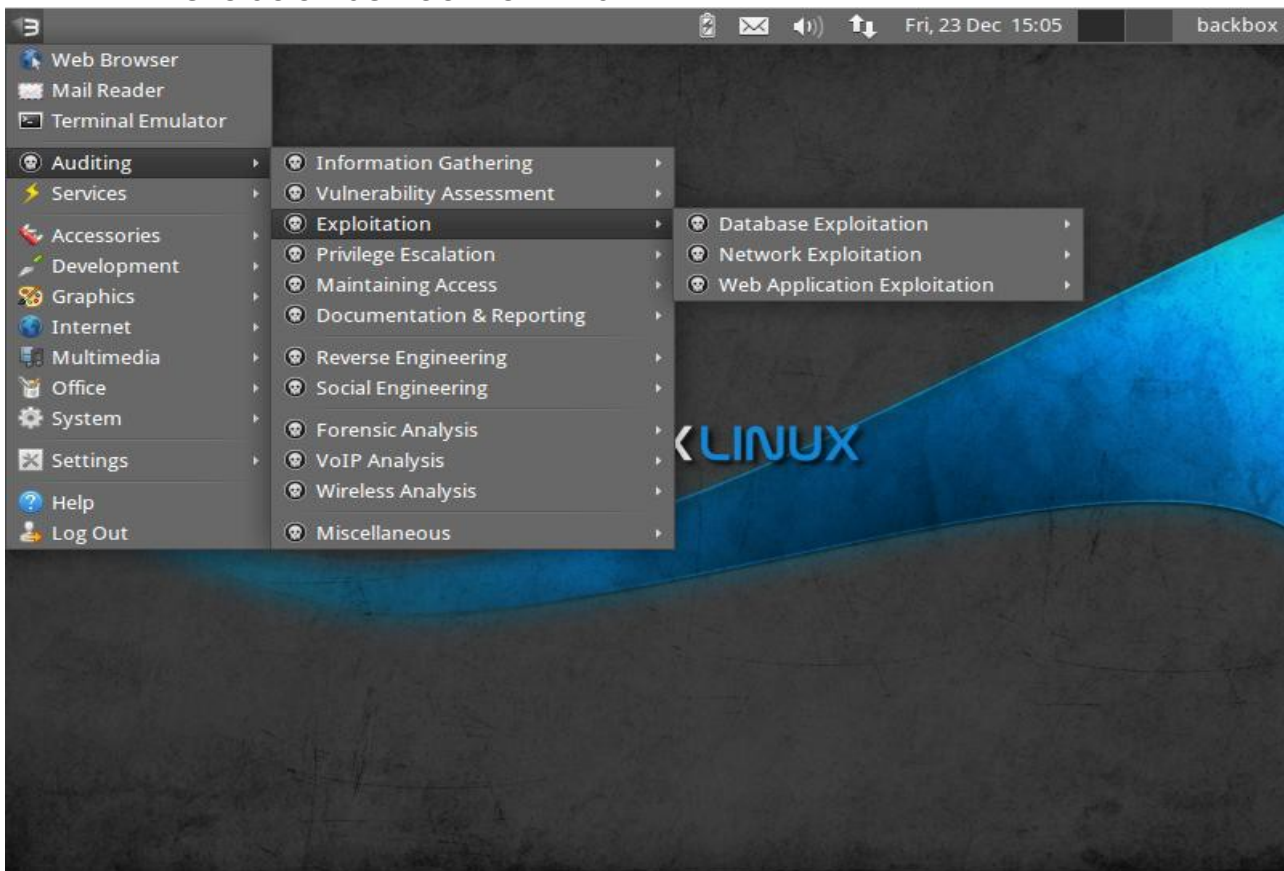 Fri, 23 Dec 15:05
backbox
Web Browser
Mail Reader
Terminal Emulator
Auditing
Services
Accessories
Development
Graphics
Internet
Multimedia
Office
System
Settings
Help
Log Out
Information Gathering
Vulnerability Assessment
Exploitation
Privilege Escalation
Maintaining Access
Documentation & Reporting
Reverse Engineering
Social Engineering
Forensic Analysis
VoIP Analysis
Wireless Analysis
Miscellaneous
Database Exploitation
Network Exploitation
Web Application Exploitation
LINUX